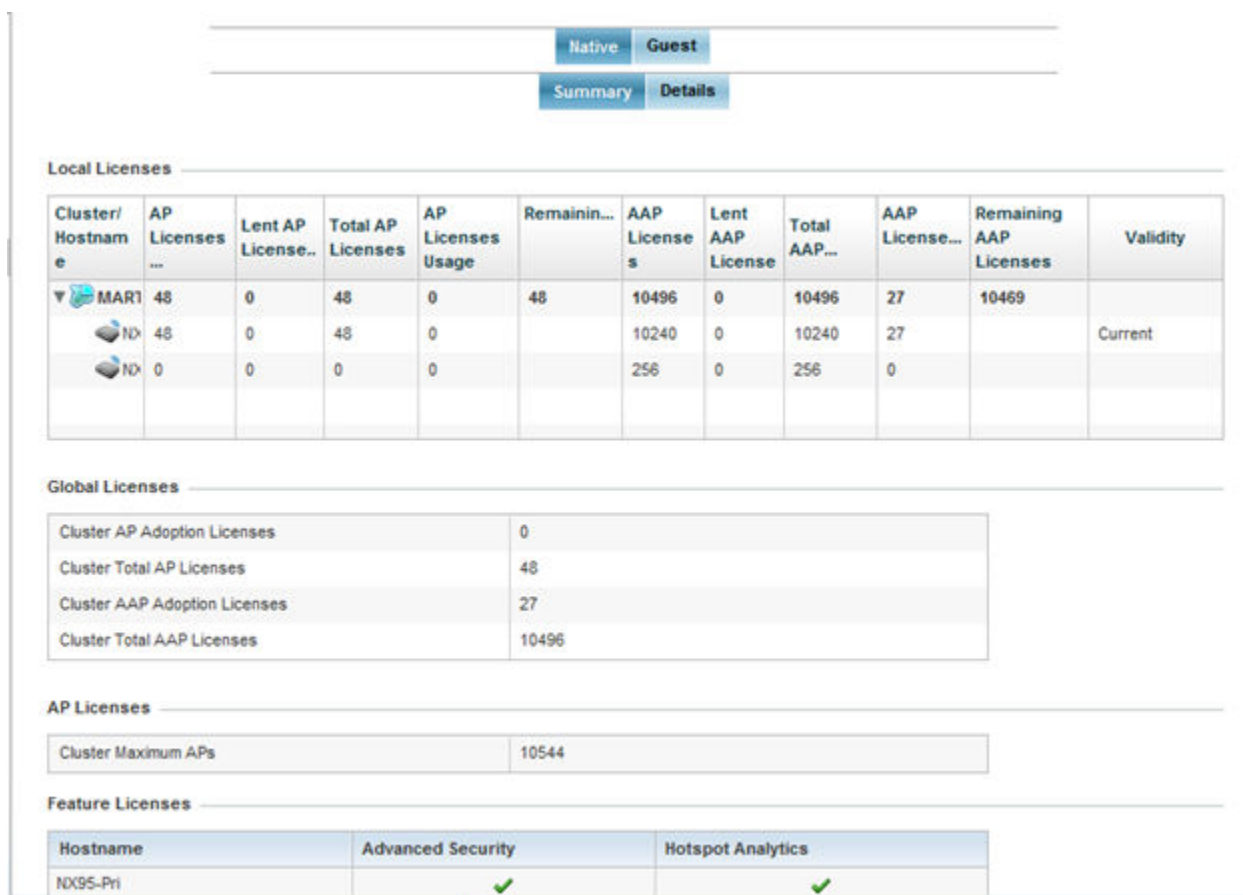 Native Guest
Summary Details
Local Licenses
Cluster/ Hostnam e AP Licenses ... Lent AP License.. Total AP Licenses AP Licenses Usage Remainin... AAP License s Lent AAP License Total AAP... AAP License... Remaining AAP Licenses Validity
MART 48 0 48 0 48 10496 0 10496 27 10469
NX 48 0 48 0 10240 0 10240 27 Current
NX 0 0 0 0 256 0 256 0
Global Licenses
Cluster AP Adoption Licenses 0
Cluster Total AP Licenses 48
Cluster AAP Adoption Licenses 27
Cluster Total AAP Licenses 10496
AP Licenses
Cluster Maximum APs 10544
Feature Licenses
Hostname Advanced Security Hotspot Analytics
NX95-Pri